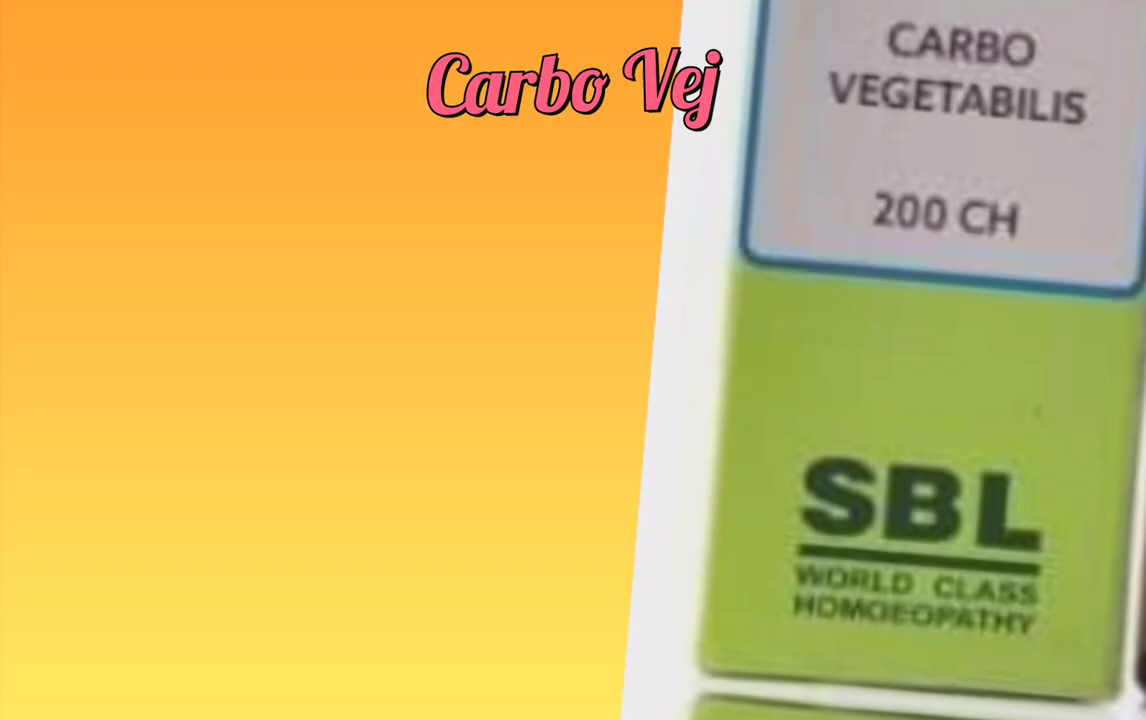 Carbo Vej
CARBO
VEGETABILIS
200 CH
SBL
WORLD CLASS
HOMOEOPATHY